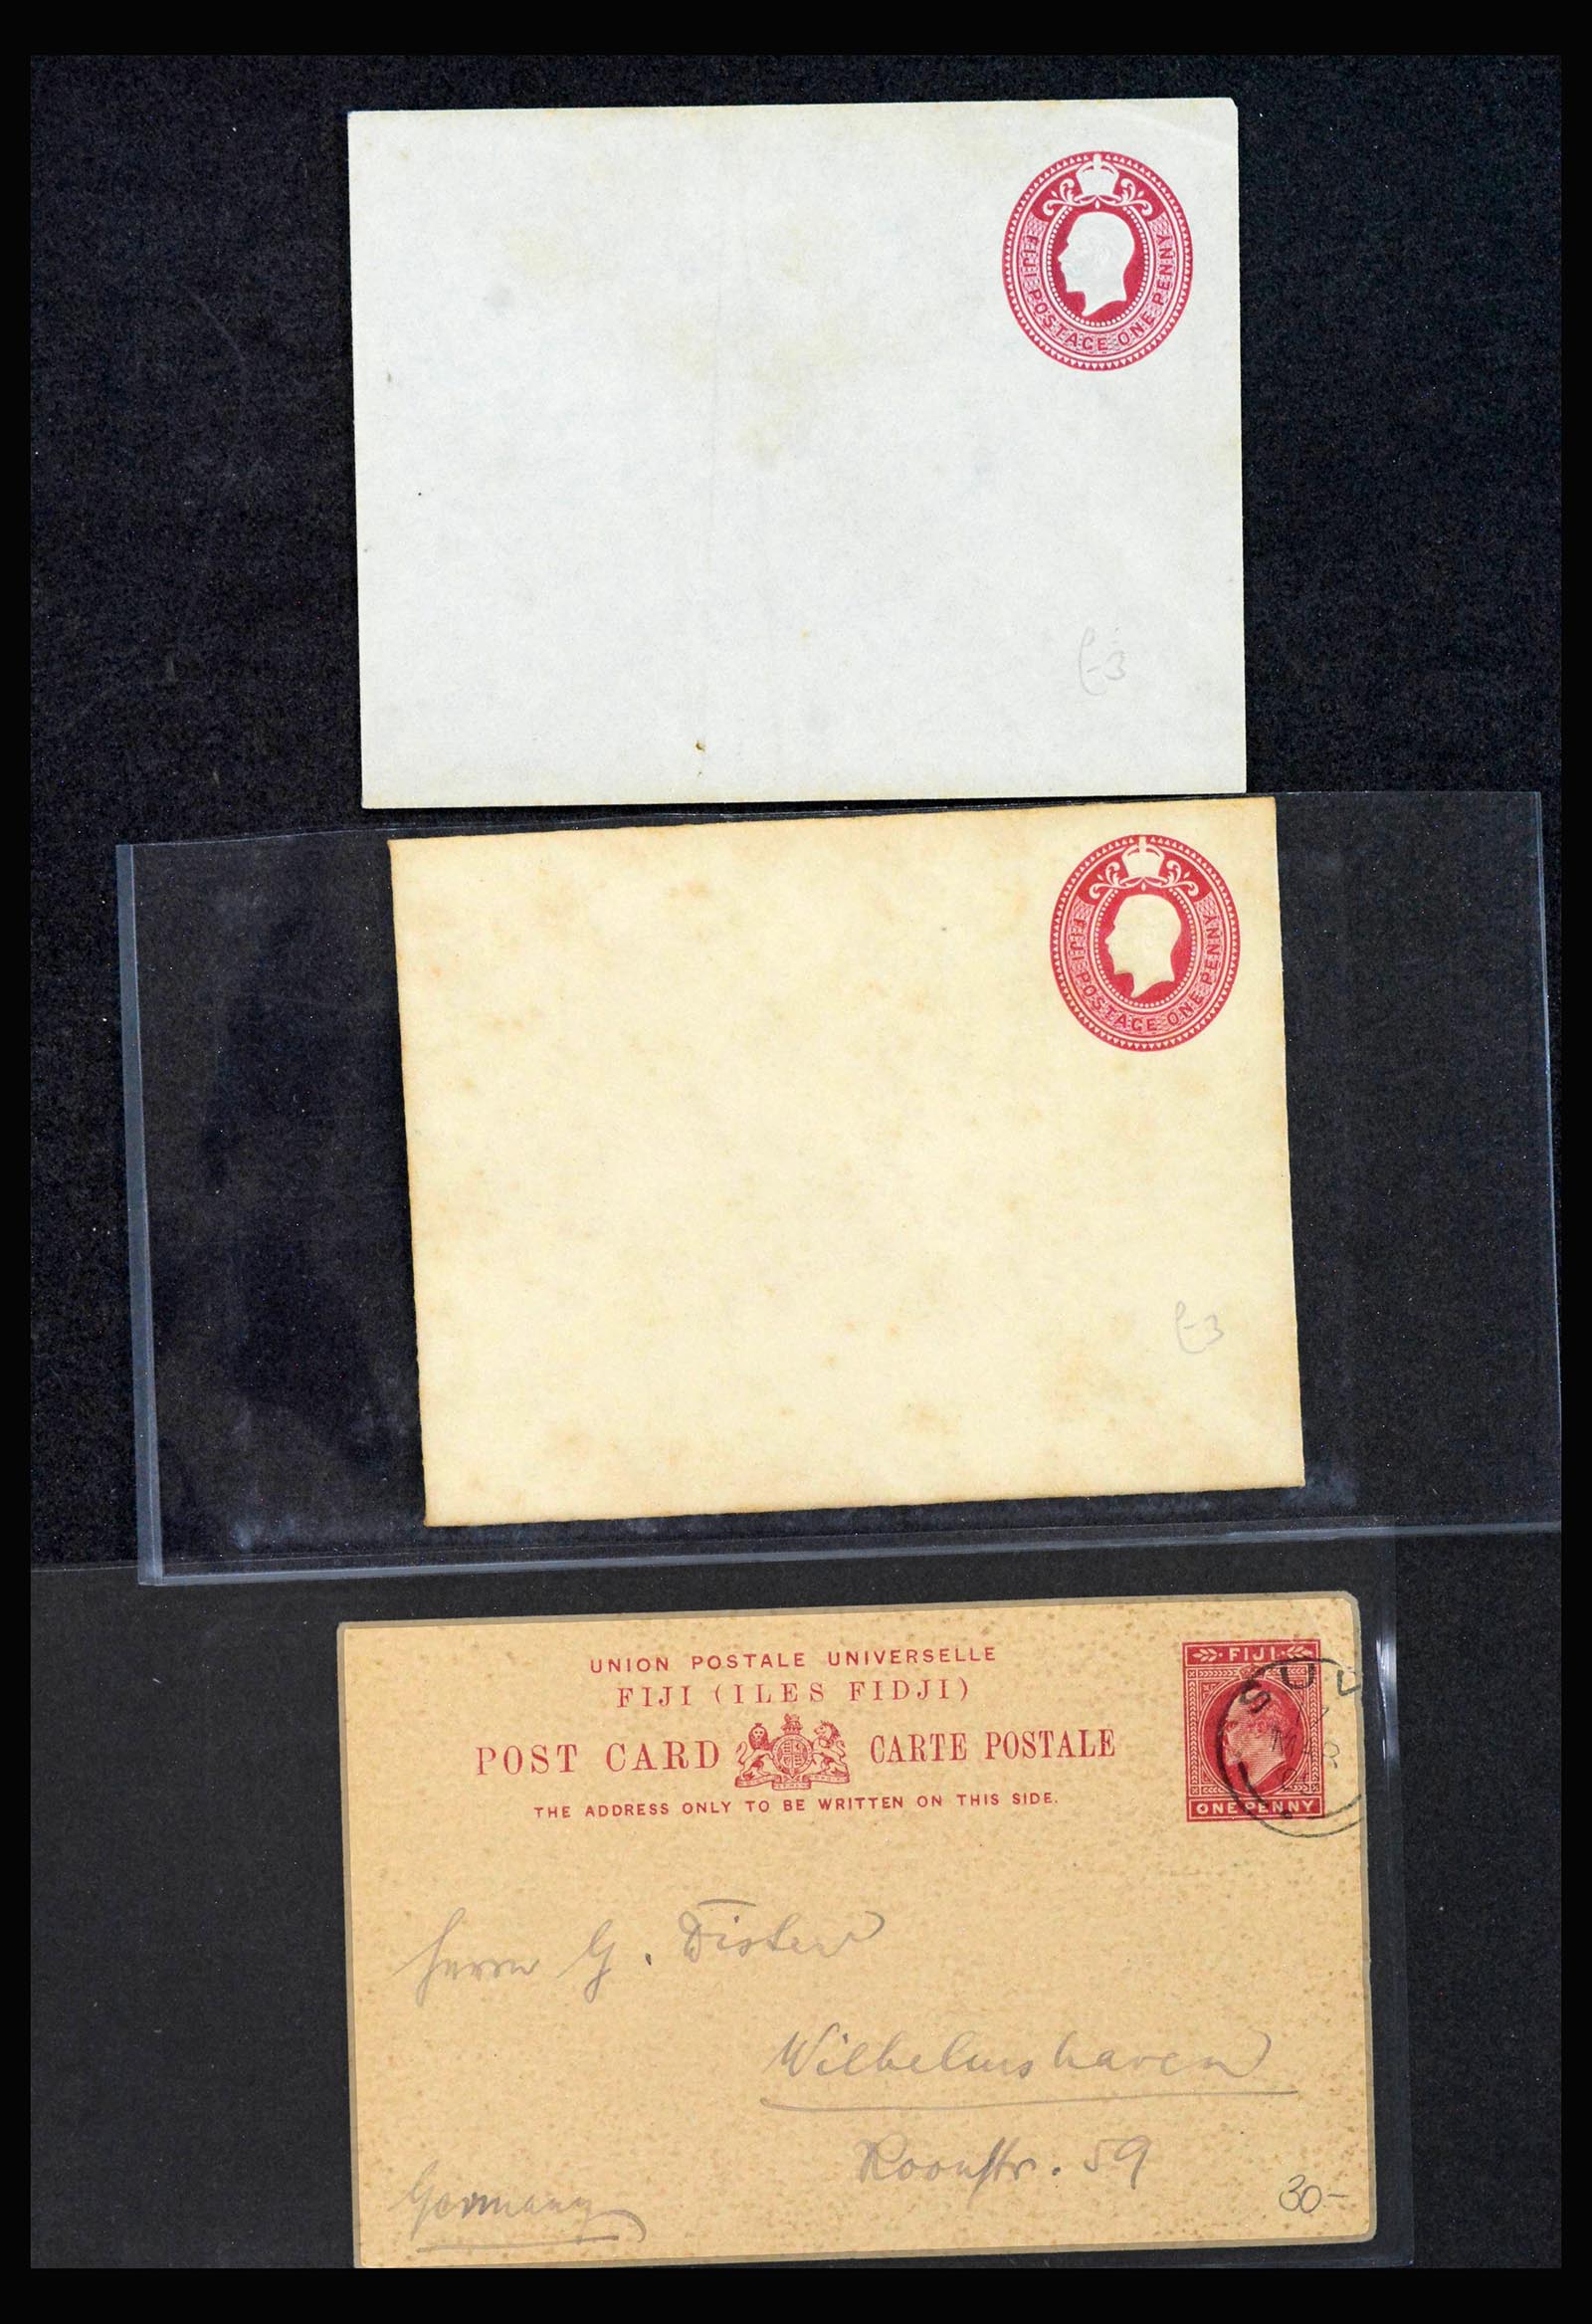 FIJI POSTAGE ONE PENNY
£3
FIJI POSTAGE ONE PENNY
£3
UNION POSTALE UNIVERSELLE
FIJI (ILES FIDJI)
POST CARD CARTE POSTALE
THE ADDRESS ONLY TO BE WRITTEN ON THIS SIDE.
FIJI
ONE PENNY
MAR
Herrn G.
Wilhelmshaven
Roonstr. 59
Germany
30-